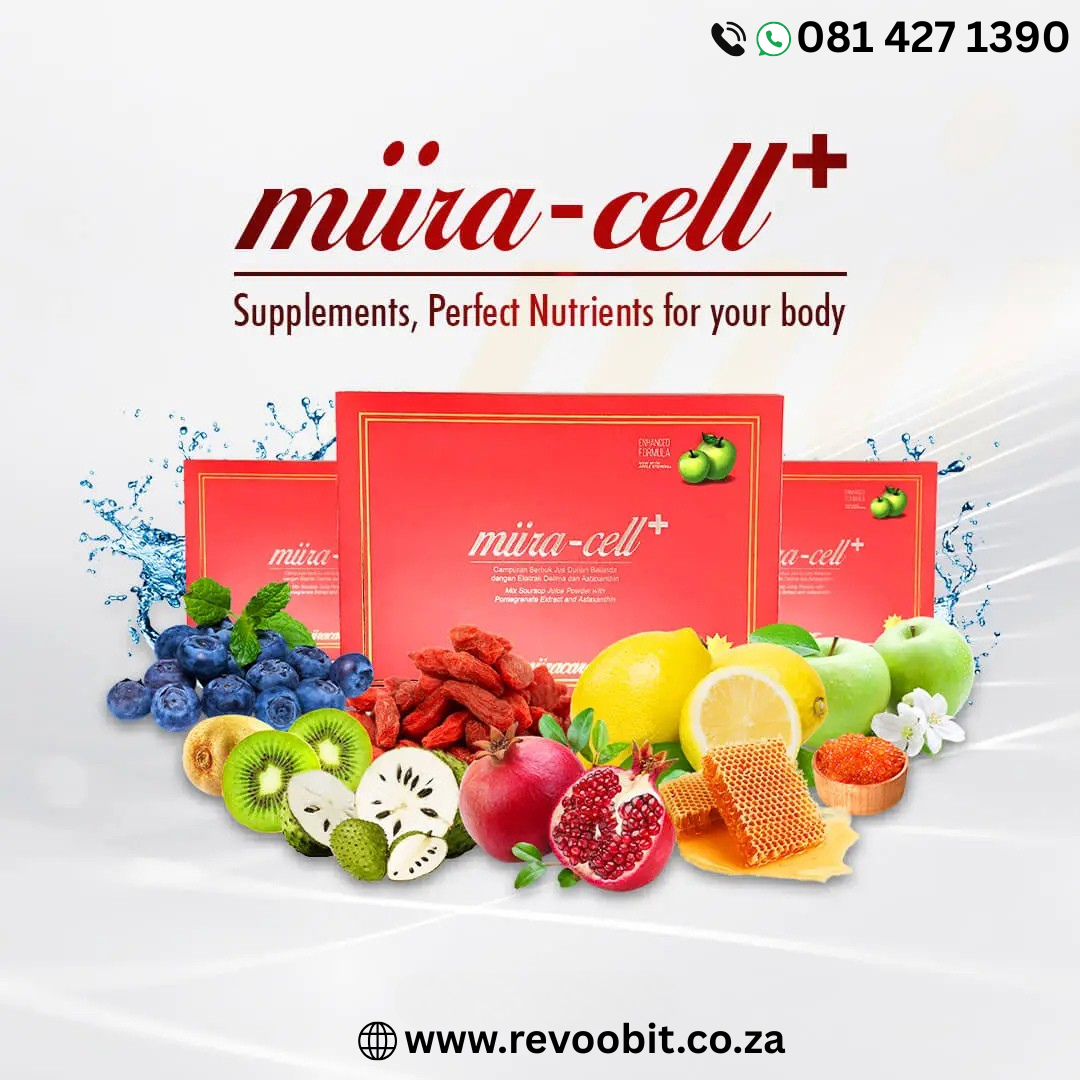 081 427 1390
müra-cell+
Supplements, Perfect Nutrients for your body
ENHANCED
FORMULA
müra-cell+
Campuran Serbuk Jus Durian Belanda
dengan Ekstrak Delima dan Astaxanthin
Mix Soursop Juice Powder with
Pomegranate Extract and Astaxanthin
www.revoobit.co.za